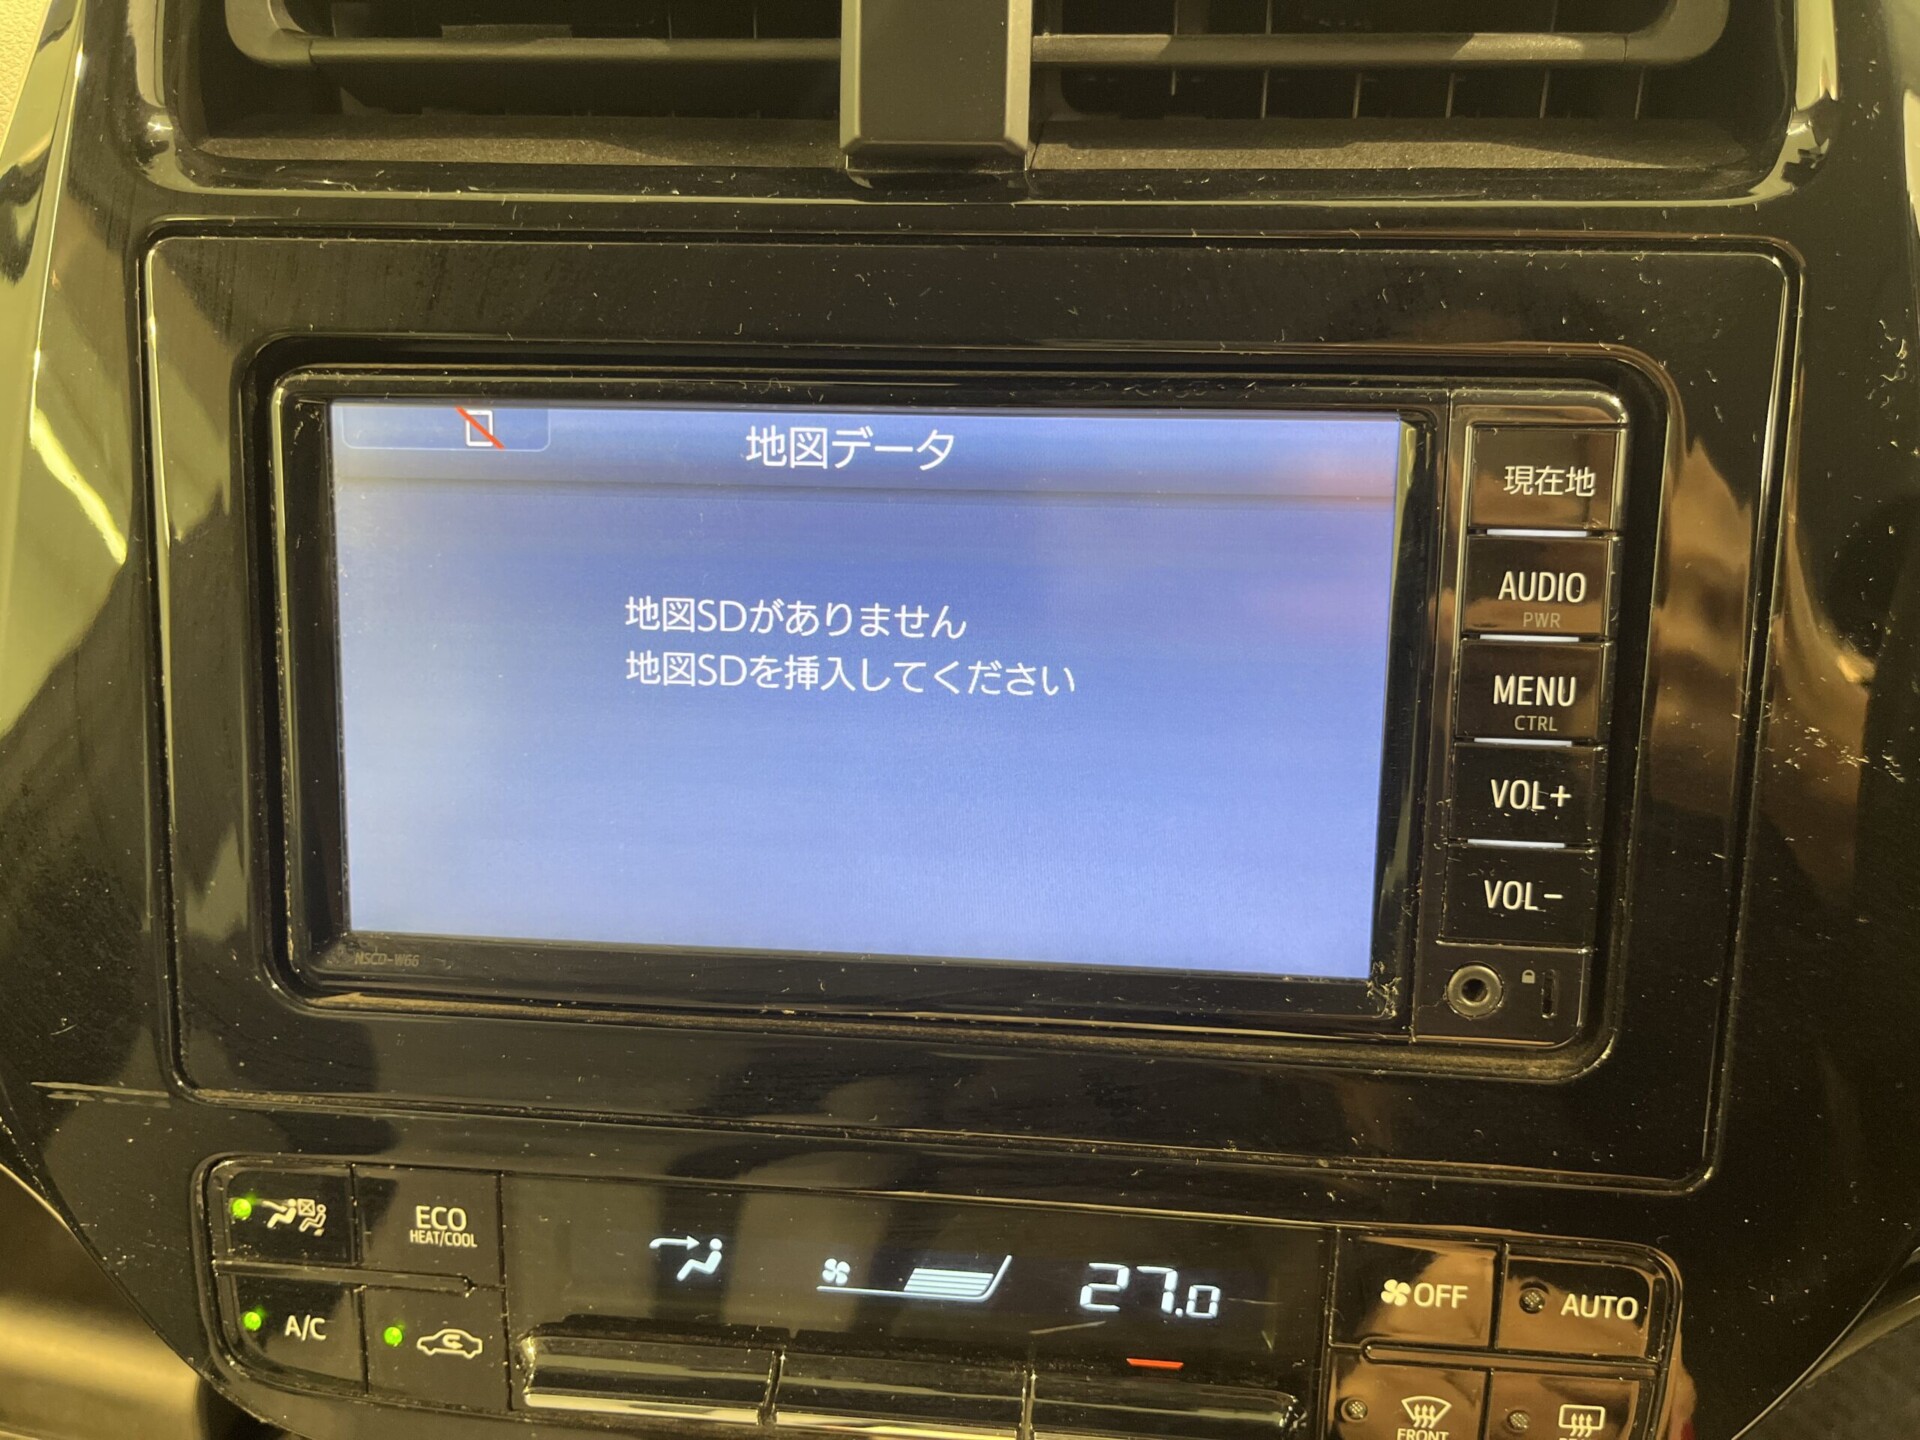 地図データ
地図SDがありません
地図SDを挿入してください
現在地
AUDIO
PWR
MENU
CTRL
VOL+
VOL-
NSCD-W66
ECO
HEAT/COOL
A/C
27.0
OFF
AUTO
FRONT